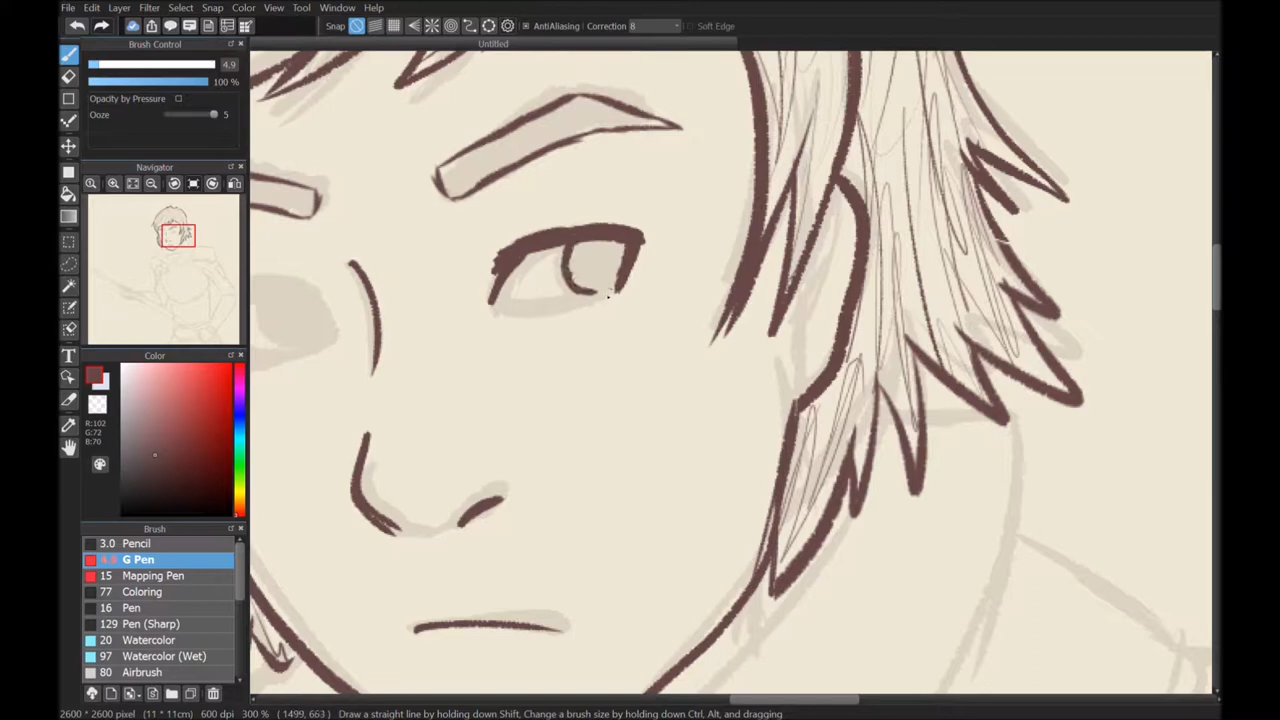 File Edit Layer Filter Select Snap Color View Tool Window Help
Snap AntiAliasing Correction 8 Soft Edge
Untitled
Brush Control
4.9
100 %
Opacity by Pressure
Ooze 5
Navigator
Color
R:102
G:72
B:70
T
Brush
3.0 Pencil
4.9 G Pen
15 Mapping Pen
77 Coloring
16 Pen
129 Pen (Sharp)
20 Watercolor
97 Watercolor (Wet)
80 Airbrush
2600 * 2600 pixel (11 * 11cm) 600 dpi 300 % ( 1499, 663 ) Draw a straight line by holding down Shift, Change a brush size by holding down Ctrl, Alt, and dragging